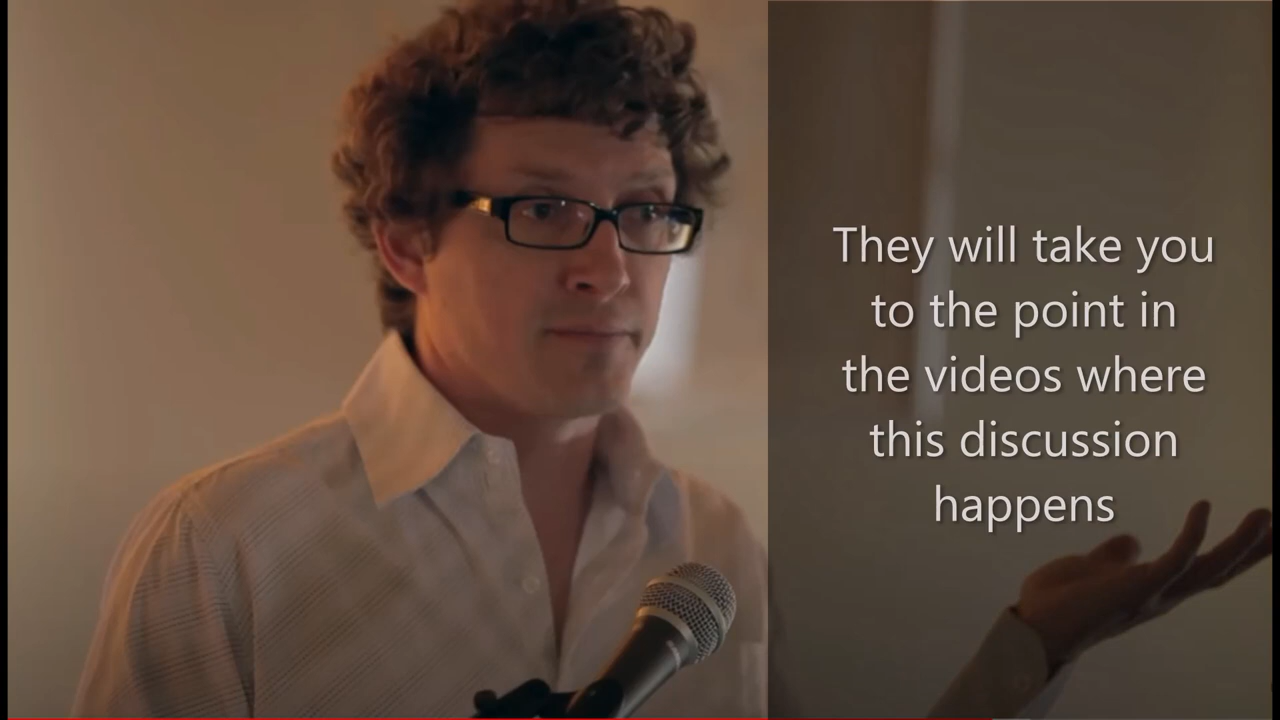 They will take you
to the point in
the videos where
this discussion
happens